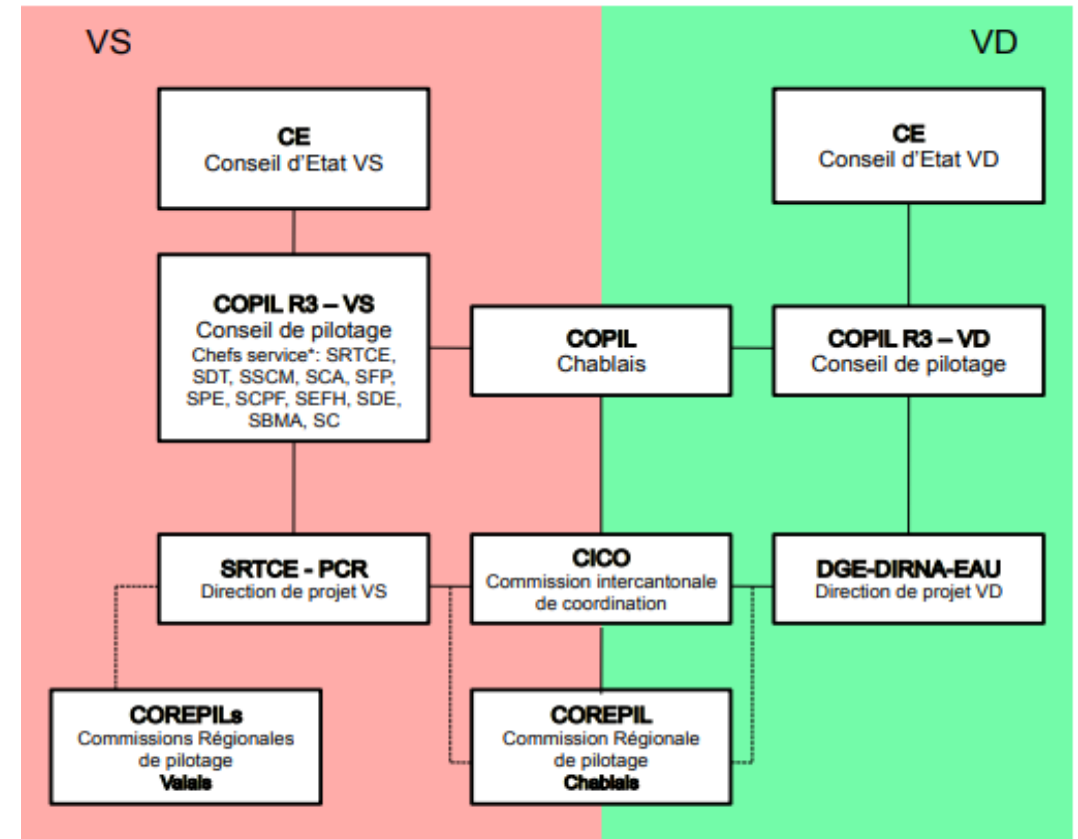 VS
VD
CE
Conseil d'Etat VS
CE
Conseil d'Etat VD
COPIL R3 – VS
Conseil de pilotage
Chefs service*: SRTCE,
SDT, SSCM, SCA, SFP,
SPE, SCPF, SEFH, SDE,
SBMA, SC
COPIL
Chablais
COPIL R3 – VD
Conseil de pilotage
SRTCE - PCR
Direction de projet VS
CICO
Commission intercantonale
de coordination
DGE-DIRNA-EAU
Direction de projet VD
COREPILs
Commissions Régionales
de pilotage
Valais
COREPIL
Commission Régionale
de pilotage
Chablais